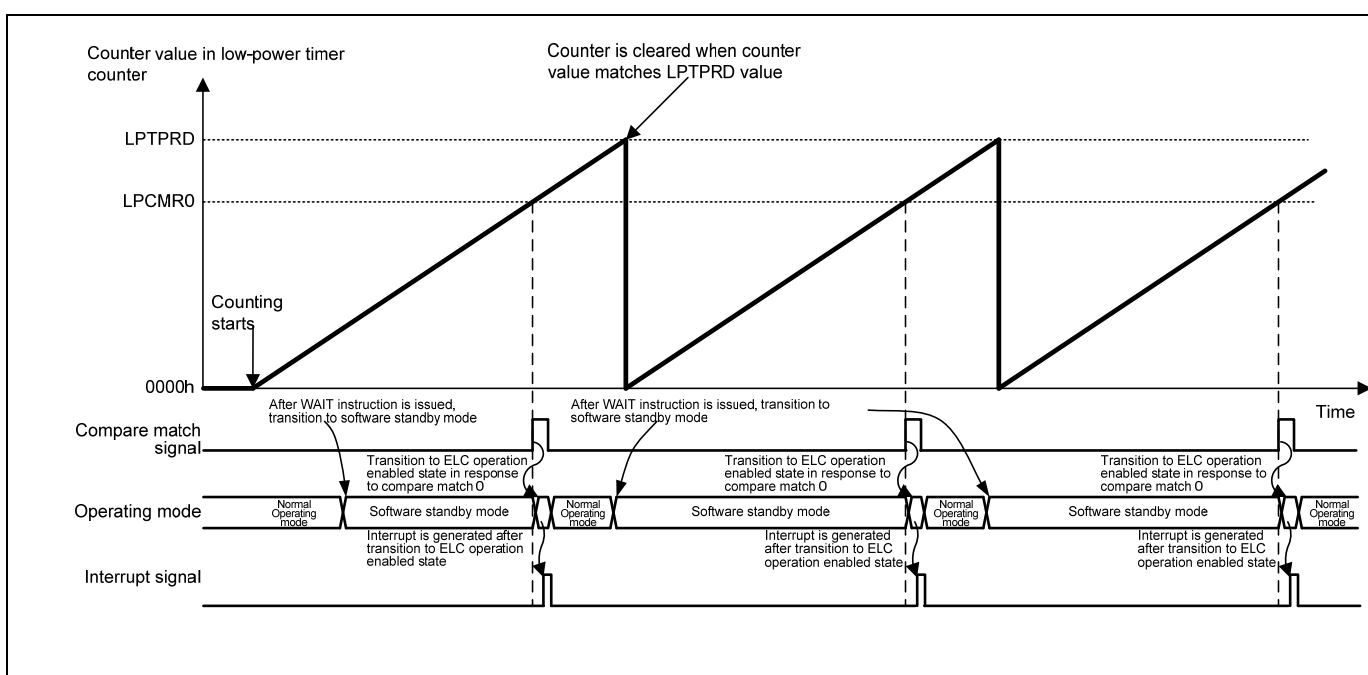 Counter value in low-power timer
counter
Counter is cleared when counter
value matches LPTPRD value
LPTPRD
LPCMR0
Counting
starts
0000h
Time
After WAIT instruction is issued,
transition to software standby mode
After WAIT instruction is issued, transition to
software standby mode
Compare match
signal
Transition to ELC operation
enabled state in response
to compare match 0
Transition to ELC operation
enabled state in response to
compare match 0
Transition to ELC operation
enabled state in response to
compare match 0
Operating mode
Normal
Operating
mode
Software standby mode
Normal
Operating
mode
Software standby mode
Normal
Operating
mode
Software standby mode
Normal
Operating
mode
Interrupt is generated after
transition to ELC operation
enabled state
Interrupt is generated
after transition to ELC
operation enabled state
Interrupt is generated
after transition to ELC
operation enabled state
Interrupt signal